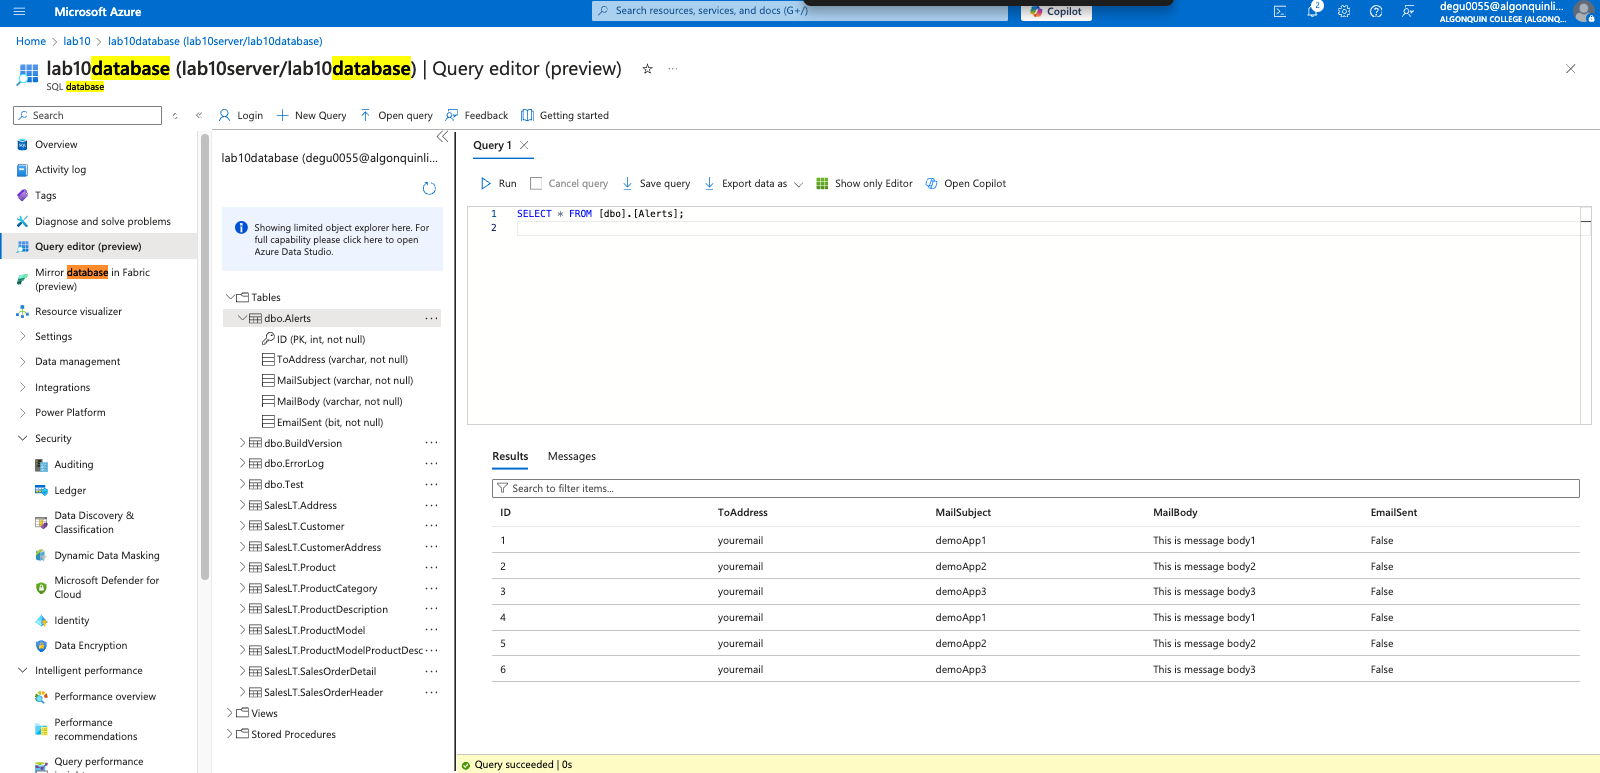 Microsoft Azure
Search resources, services, and docs (G+/)
Copilot
2
degu0055@algonquinli...
ALGONQUIN COLLEGE (ALGONQ...
Home > lab10 > lab10database (lab10server/lab10database)
lab10database (lab10server/lab10database) | Query editor (preview)
SQL database
Search
Login
New Query
Open query
Feedback
Getting started
Overview
Activity log
Tags
Diagnose and solve problems
Query editor (preview)
Mirror database in Fabric
(preview)
Resource visualizer
Settings
Data management
Integrations
Power Platform
Security
Auditing
Ledger
Data Discovery &
Classification
Dynamic Data Masking
Microsoft Defender for
Cloud
Identity
Data Encryption
Intelligent performance
Performance overview
Performance
recommendations
Query performance
lab10database (degu0055@algonquinli...
Showing limited object explorer here. For
full capability please click here to open
Azure Data Studio.
Tables
dbo.Alerts
ID (PK, int, not null)
ToAddress (varchar, not null)
MailSubject (varchar, not null)
MailBody (varchar, not null)
EmailSent (bit, not null)
dbo.BuildVersion
dbo.ErrorLog
dbo.Test
SalesLT.Address
SalesLT.Customer
SalesLT.CustomerAddress
SalesLT.Product
SalesLT.ProductCategory
SalesLT.ProductDescription
SalesLT.ProductModel
SalesLT.ProductModelProductDesc
SalesLT.SalesOrderDetail
SalesLT.SalesOrderHeader
Views
Stored Procedures
Query 1
Run
Cancel query
Save query
Export data as
Show only Editor
Open Copilot
1 SELECT * FROM [dbo].[Alerts];
2
Results
Messages
Search to filter items...
ID ToAddress MailSubject MailBody EmailSent
1 youremail demoApp1 This is message body1 False
2 youremail demoApp2 This is message body2 False
3 youremail demoApp3 This is message body3 False
4 youremail demoApp1 This is message body1 False
5 youremail demoApp2 This is message body2 False
6 youremail demoApp3 This is message body3 False
Query succeeded | 0s